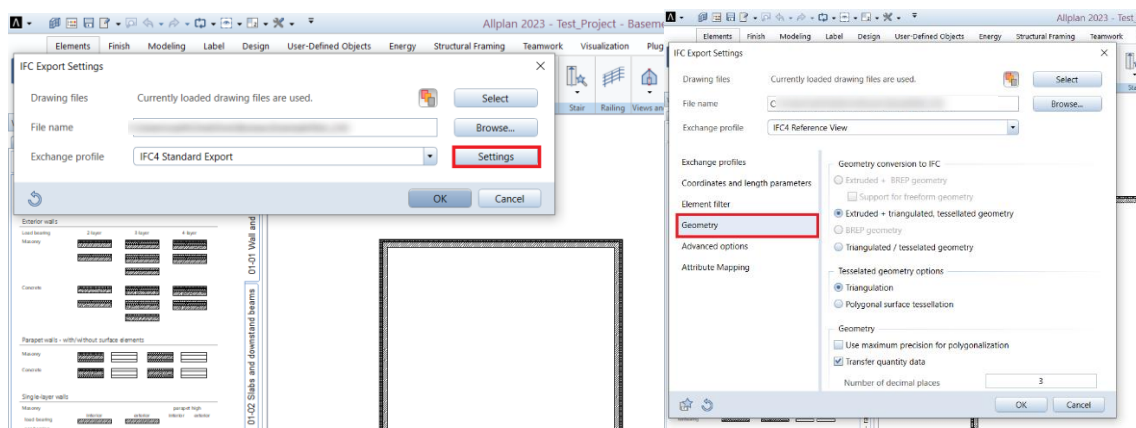 Allplan 2023 - Test_Project - Baseme
Elements Finish Modeling Label Design User-Defined Objects Energy Structural Framing Teamwork Visualization Plug
IFC Export Settings
Drawing files Currently loaded drawing files are used. Select
File name Browse...
Exchange profile IFC4 Standard Export Settings
OK Cancel
Stair Railing Views an
Exterior walls
Load bearing 2-layer 3-layer 4-layer
Masonry
Concrete
Parapet walls - with/without surface elements
Masonry
Concrete
Single-layer walls
Masonry parapet high
load bearing interior exterior interior exterior
01-01 Wall and
01-02 Slabs and downstand beams
Allplan 2023 - Test_
Elements Finish Modeling Label Design User-Defined Objects Energy Structural Framing Teamwork
IFC Export Settings
Drawing files Currently loaded drawing files are used. Select
File name C Browse...
Exchange profile IFC4 Reference View
Exchange profiles
Coordinates and length parameters
Element filter
Geometry
Advanced options
Attribute Mapping
Geometry conversion to IFC
Extruded + BREP geometry
Support for freeform geometry
Extruded + triangulated, tessellated geometry
BREP geometry
Triangulated / tesselated geometry
Tesselated geometry options
Triangulation
Polygonal surface tessellation
Geometry
Use maximum precision for polygonalization
Transfer quantity data
Number of decimal places 3
OK Cancel